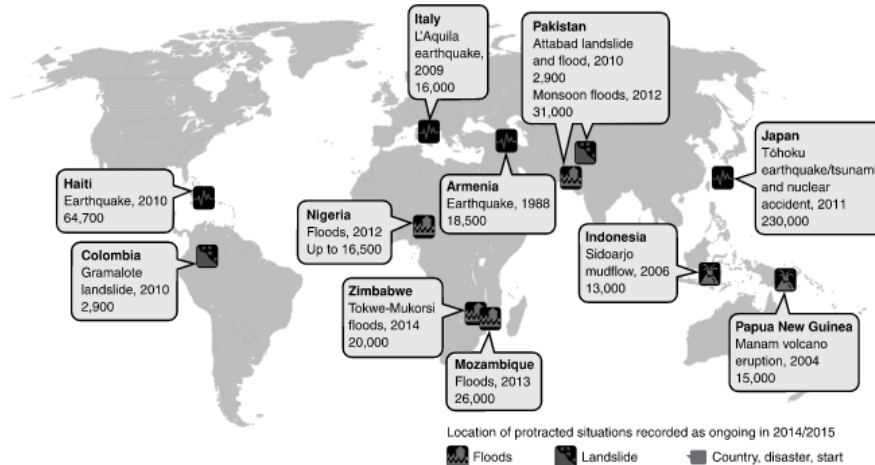 Italy
L'Aquila
earthquake,
2009
16,000
Pakistan
Attabad landslide
and flood, 2010
2,900
Monsoon floods, 2012
31,000
Japan
Tōhoku
earthquake/tsunami
and nuclear
accident, 2011
230,000
Haiti
Earthquake, 2010
64,700
Armenia
Earthquake, 1988
18,500
Nigeria
Floods, 2012
Up to 16,500
Colombia
Gramalote
landslide, 2010
2,900
Indonesia
Sidoarjo
mudflow, 2006
13,000
Zimbabwe
Tokwe-Mukorsi
floods, 2014
20,000
Papua New Guinea
Manam volcano
eruption, 2004
15,000
Mozambique
Floods, 2013
26,000
Location of protracted situations recorded as ongoing in 2014/2015
Floods
Landslide
Country, disaster, start